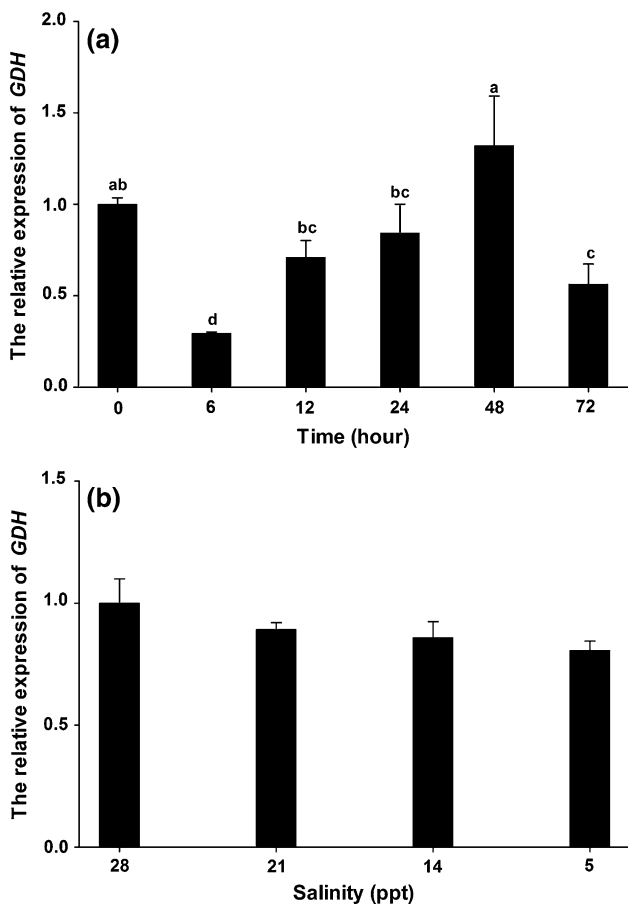 (a)
The relative expression of GDH
2.0
1.5
1.0
0.5
0.0
ab
d
bc
bc
a
c
0 6 12 24 48 72
Time (hour)
(b)
The relative expression of GDH
1.5
1.0
0.5
0.0
28 21 14 5
Salinity (ppt)